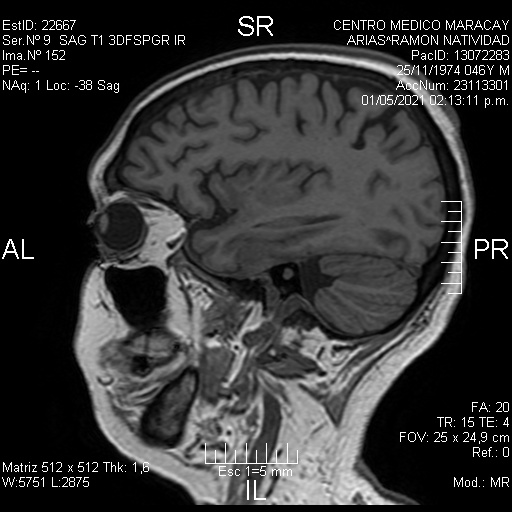 EstID: 22667
Ser.Nº 9 SAG T1 3DFSPGR IR
Ima.Nº 152
PE= --
NAq: 1 Loc: -38 Sag
SR
CENTRO MEDICO MARACAY
ARIAS^RAMON NATIVIDAD
PacID: 13072283
25/11/1974 046Y M
AccNum: 23113301
01/05/2021 02:13:11 p.m.
AL
PR
FA: 20
TR: 15 TE: 4
FOV: 25 x 24,9 cm
Ref.: 0
Matriz 512 x 512 Thk: 1,6
W:5751 L:2875
Esc 1=5 mm
IL
Mod.: MR